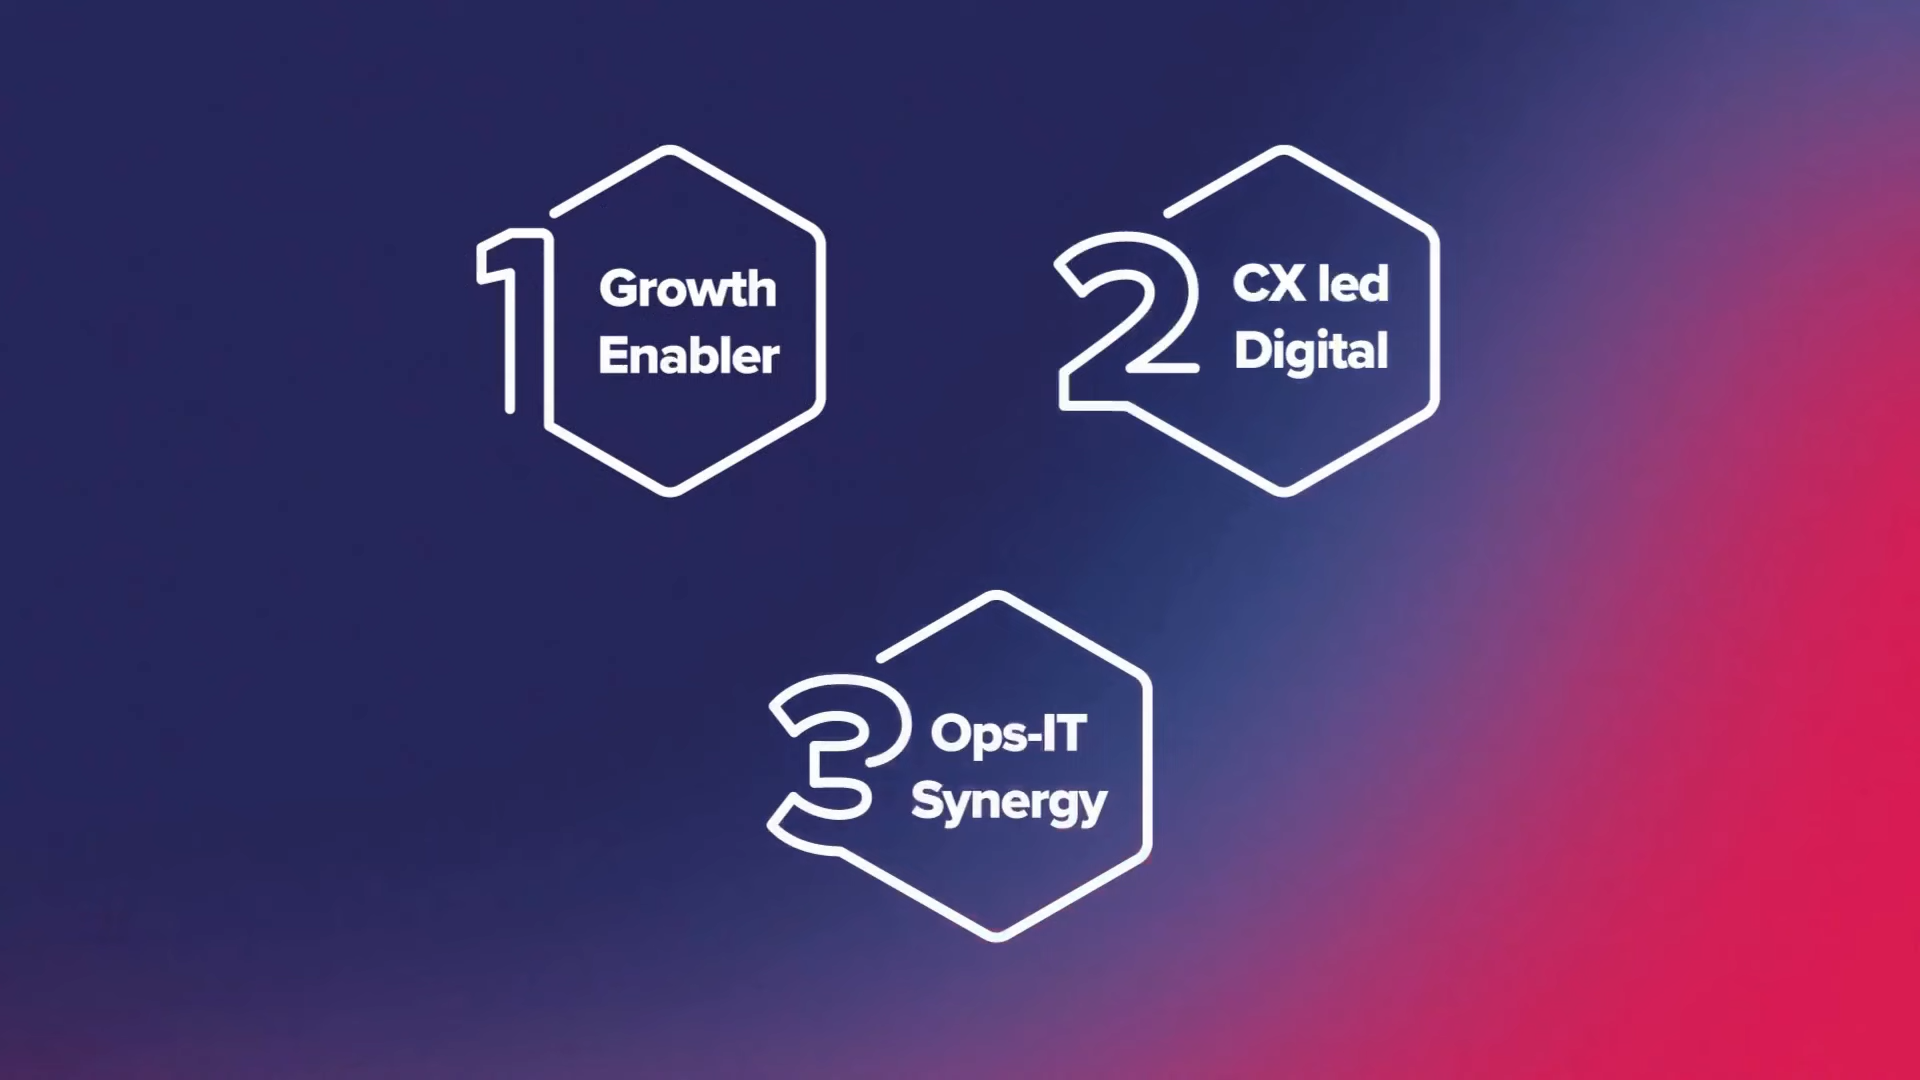 1
Growth
Enabler
2
CX led
Digital
3
Ops-IT
Synergy